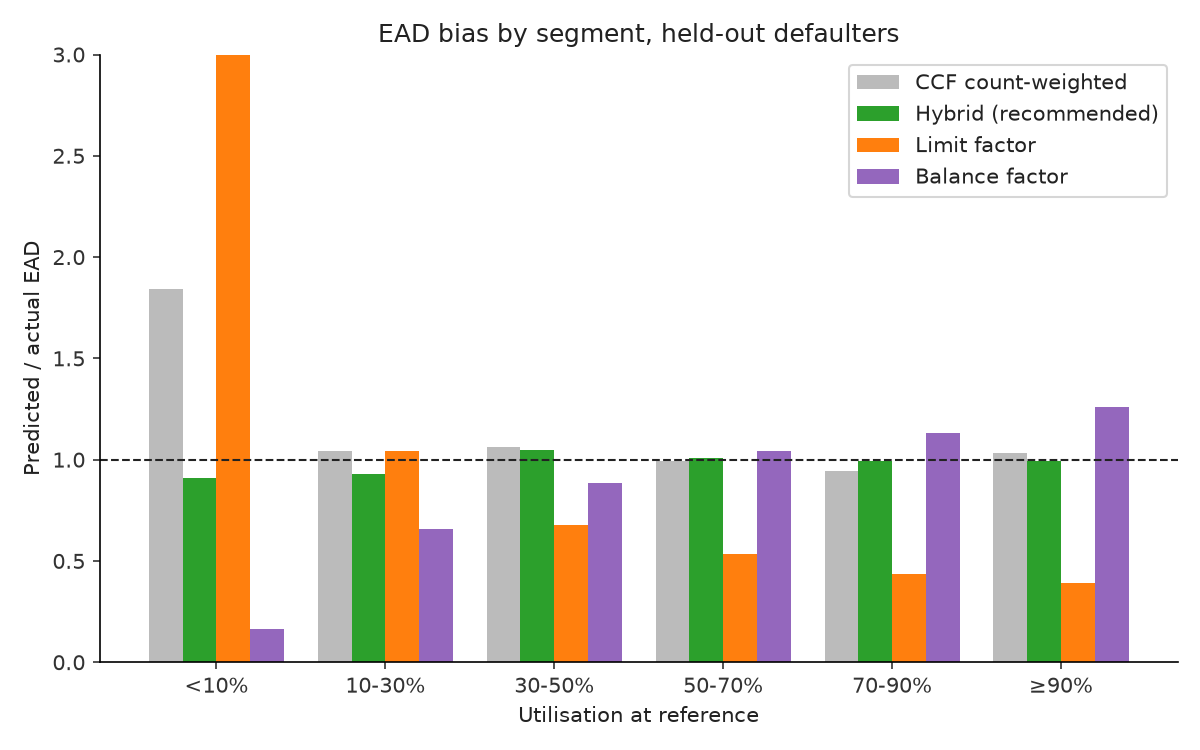 EAD bias by segment, held-out defaulters
CCF count-weighted
Hybrid (recommended)
Limit factor
Balance factor
Predicted / actual EAD
3.0
2.5
2.0
1.5
1.0
0.5
0.0
<10%
10-30%
30-50%
50-70%
70-90%
≥90%
Utilisation at reference